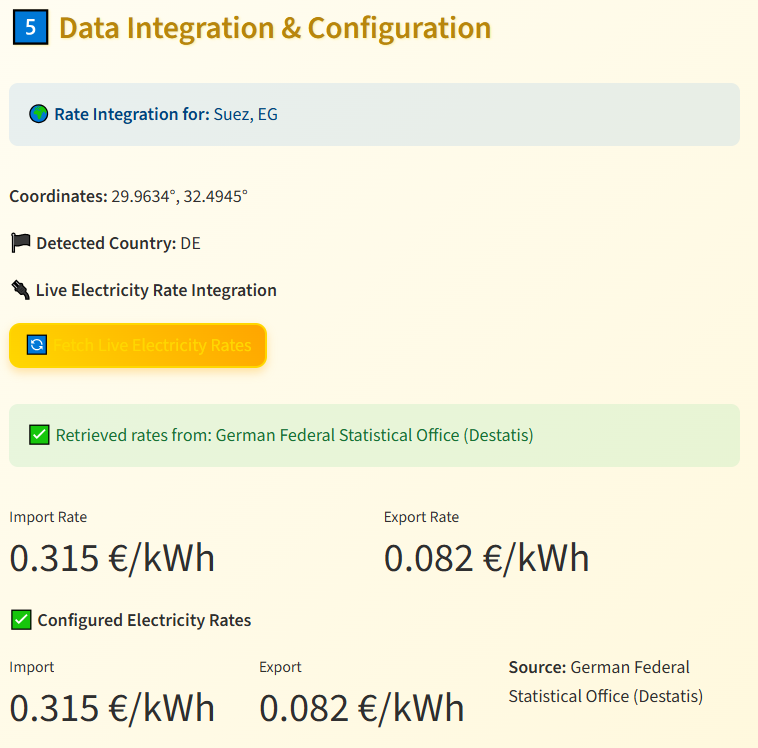 5 Data Integration & Configuration
Rate Integration for: Suez, EG
Coordinates: 29.9634°, 32.4945°
Detected Country: DE
Live Electricity Rate Integration
Fetch Live Electricity Rates
Retrieved rates from: German Federal Statistical Office (Destatis)
Import Rate
Export Rate
0.315 €/kWh
0.082 €/kWh
Configured Electricity Rates
Import
Export
Source: German Federal
Statistical Office (Destatis)
0.315 €/kWh
0.082 €/kWh